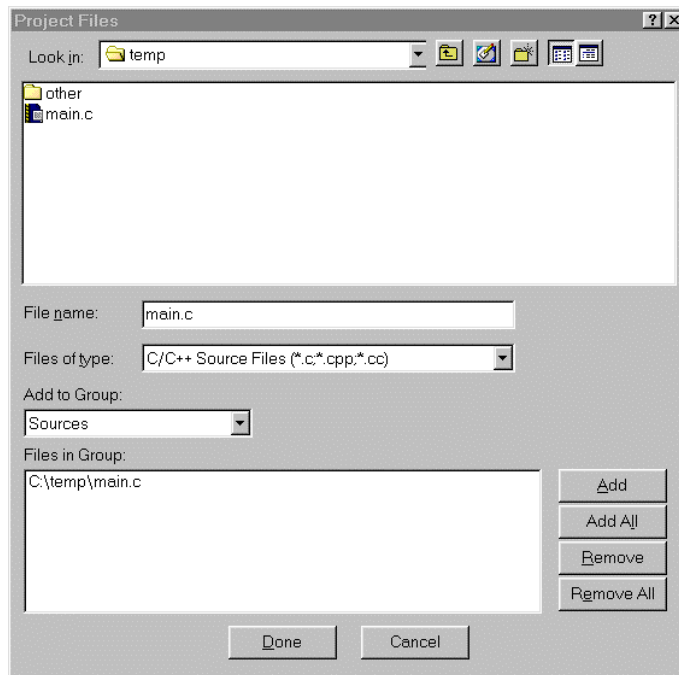 Project Files
Look in: temp
other
main.c
File name: main.c
Files of type: C/C++ Source Files (*.c;*.cpp;*.cc)
Add to Group:
Sources
Files in Group:
C:\temp\main.c
Add
Add All
Remove
Remove All
Done Cancel